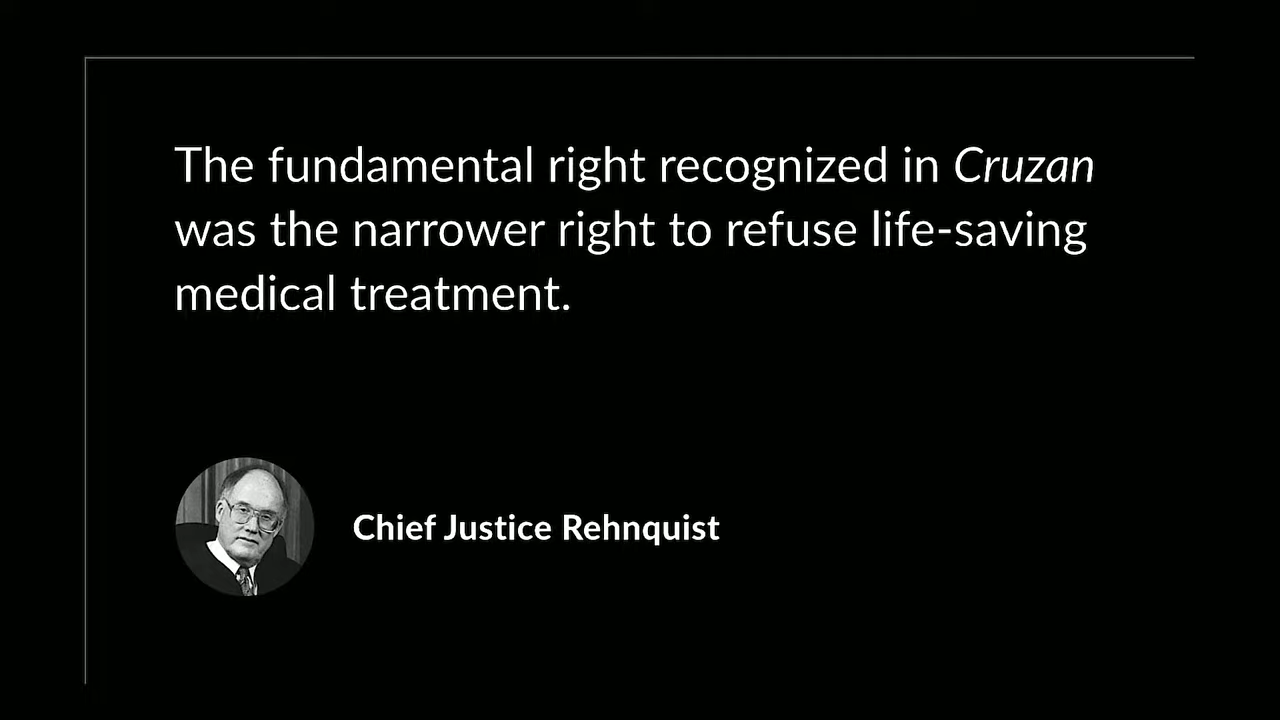 The fundamental right recognized in Cruzan
was the narrower right to refuse life-saving
medical treatment.
Chief Justice Rehnquist